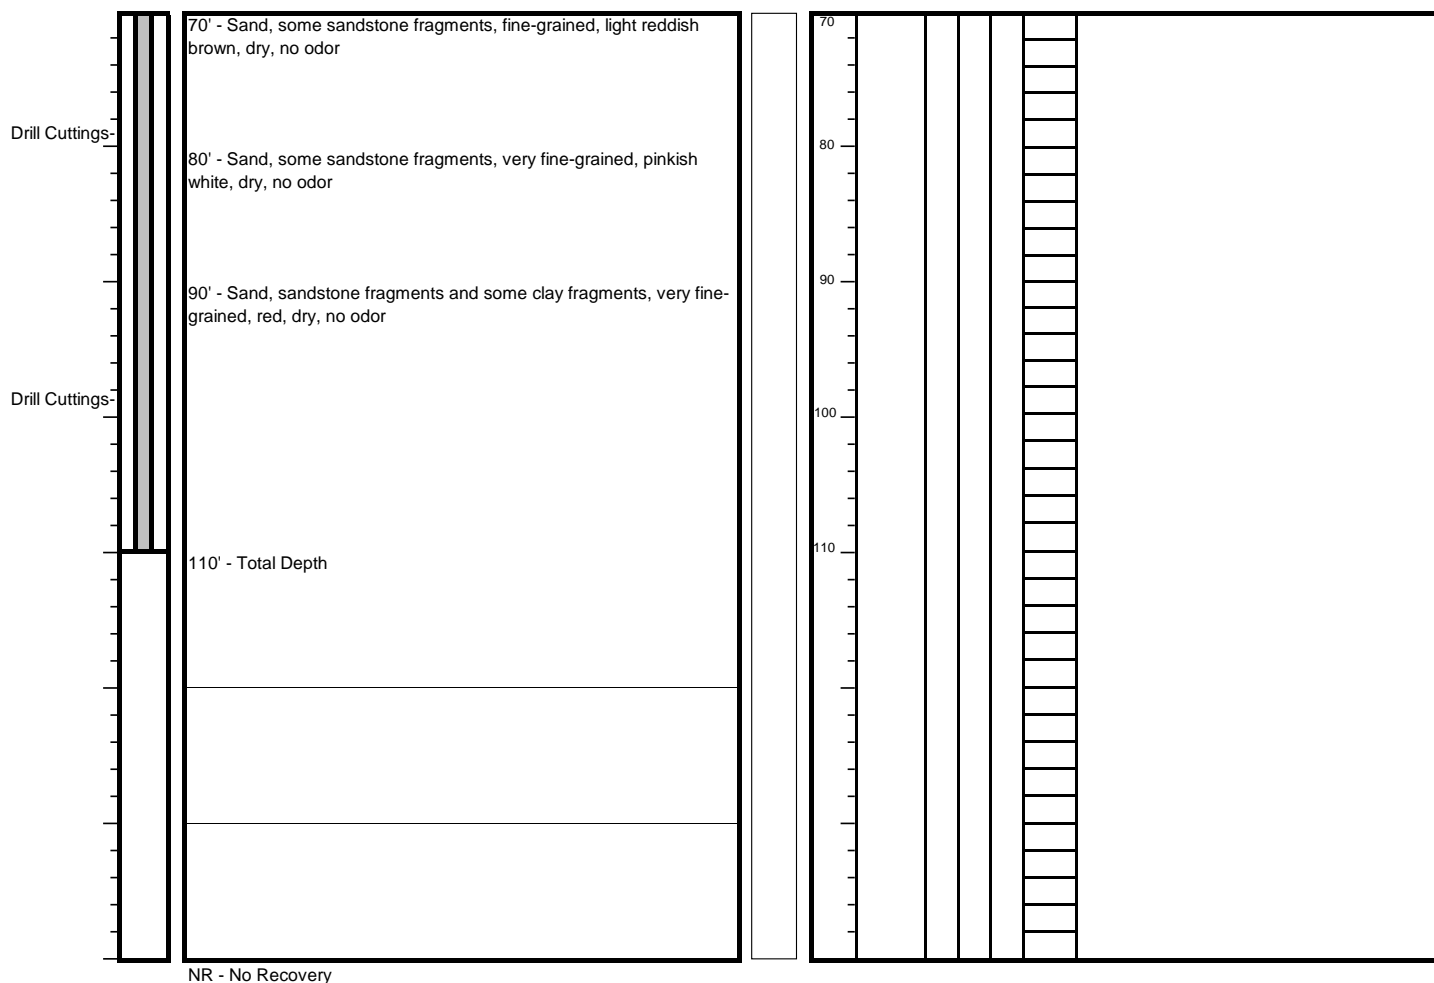 70' - Sand, some sandstone fragments, fine-grained, light reddish
brown, dry, no odor
70
Drill Cuttings-
80
80' - Sand, some sandstone fragments, very fine-grained, pinkish
white, dry, no odor
90
90' - Sand, sandstone fragments and some clay fragments, very fine-
grained, red, dry, no odor
Drill Cuttings-
100
110
110' - Total Depth
NR - No Recovery